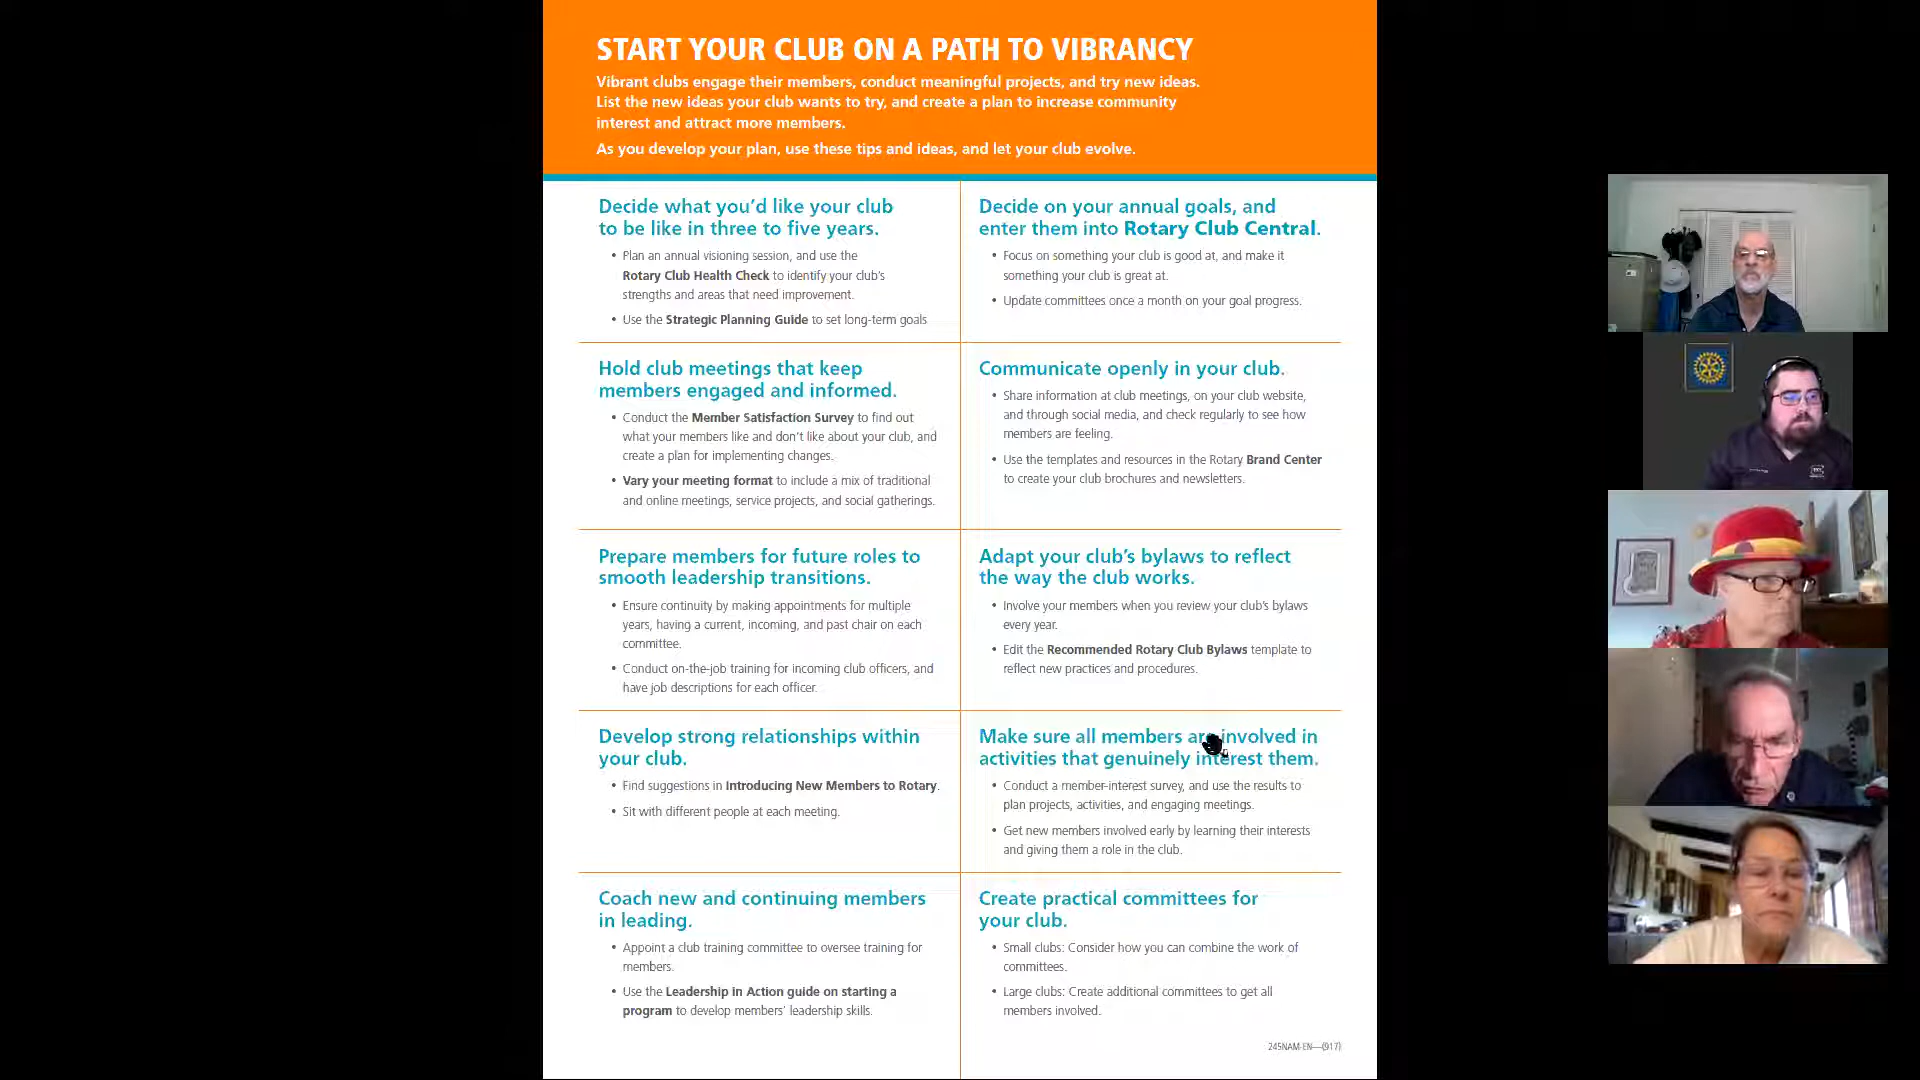 START YOUR CLUB ON A PATH TO VIBRANCY
Vibrant clubs engage their members, conduct meaningful projects, and try new ideas.
List the new ideas your club wants to try, and create a plan to increase community
interest and attract more members.
As you develop your plan, use these tips and ideas, and let your club evolve.
Decide what you’d like your club
to be like in three to five years.
• Plan an annual visioning session, and use the
Rotary Club Health Check to identify your club’s
strengths and areas that need improvement.
• Use the Strategic Planning Guide to set long-term goals
Decide on your annual goals, and
enter them into Rotary Club Central.
• Focus on something your club is good at, and make it
something your club is great at.
• Update committees once a month on your goal progress.
Hold club meetings that keep
members engaged and informed.
• Conduct the Member Satisfaction Survey to find out
what your members like and don’t like about your club, and
create a plan for implementing changes.
• Vary your meeting format to include a mix of traditional
and online meetings, service projects, and social gatherings.
Communicate openly in your club.
• Share information at club meetings, on your club website,
and through social media, and check regularly to see how
members are feeling.
• Use the templates and resources in the Rotary Brand Center
to create your club brochures and newsletters.
Prepare members for future roles to
smooth leadership transitions.
• Ensure continuity by making appointments for multiple
years, having a current, incoming, and past chair on each
committee.
• Conduct on-the-job training for incoming club officers, and
have job descriptions for each officer.
Adapt your club’s bylaws to reflect
the way the club works.
• Involve your members when you review your club’s bylaws
every year.
• Edit the Recommended Rotary Club Bylaws template to
reflect new practices and procedures.
Develop strong relationships within
your club.
• Find suggestions in Introducing New Members to Rotary.
• Sit with different people at each meeting.
Make sure all members are involved in
activities that genuinely interest them.
• Conduct a member-interest survey, and use the results to
plan projects, activities, and engaging meetings.
• Get new members involved early by learning their interests
and giving them a role in the club.
Coach new and continuing members
in leading.
• Appoint a club training committee to oversee training for
members.
• Use the Leadership in Action guide on starting a
program to develop members’ leadership skills.
Create practical committees for
your club.
• Small clubs: Consider how you can combine the work of
committees.
• Large clubs: Create additional committees to get all
members involved.
245NAM-EN—(917)